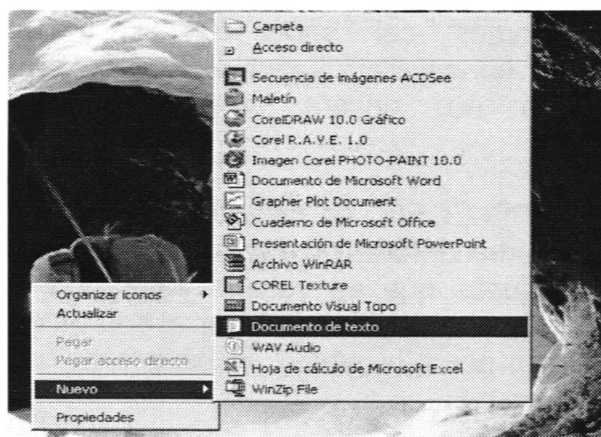 Carpeta
Acceso directo
Secuencia de imágenes ACDSee
Maletín
CorelDRAW 10.0 Gráfico
Corel R.A.V.E. 1.0
Imagen Corel PHOTO-PAINT 10.0
Documento de Microsoft Word
Grapher Plot Document
Cuaderno de Microsoft Office
Presentación de Microsoft PowerPoint
Archivo WinRAR
COREL Texture
Documento Visual Topo
Documento de texto
WAV Audio
Hoja de cálculo de Microsoft Excel
WinZip File
Organizar iconos
Actualizar
Pegar
Pegar acceso directo
Nuevo
Propiedades